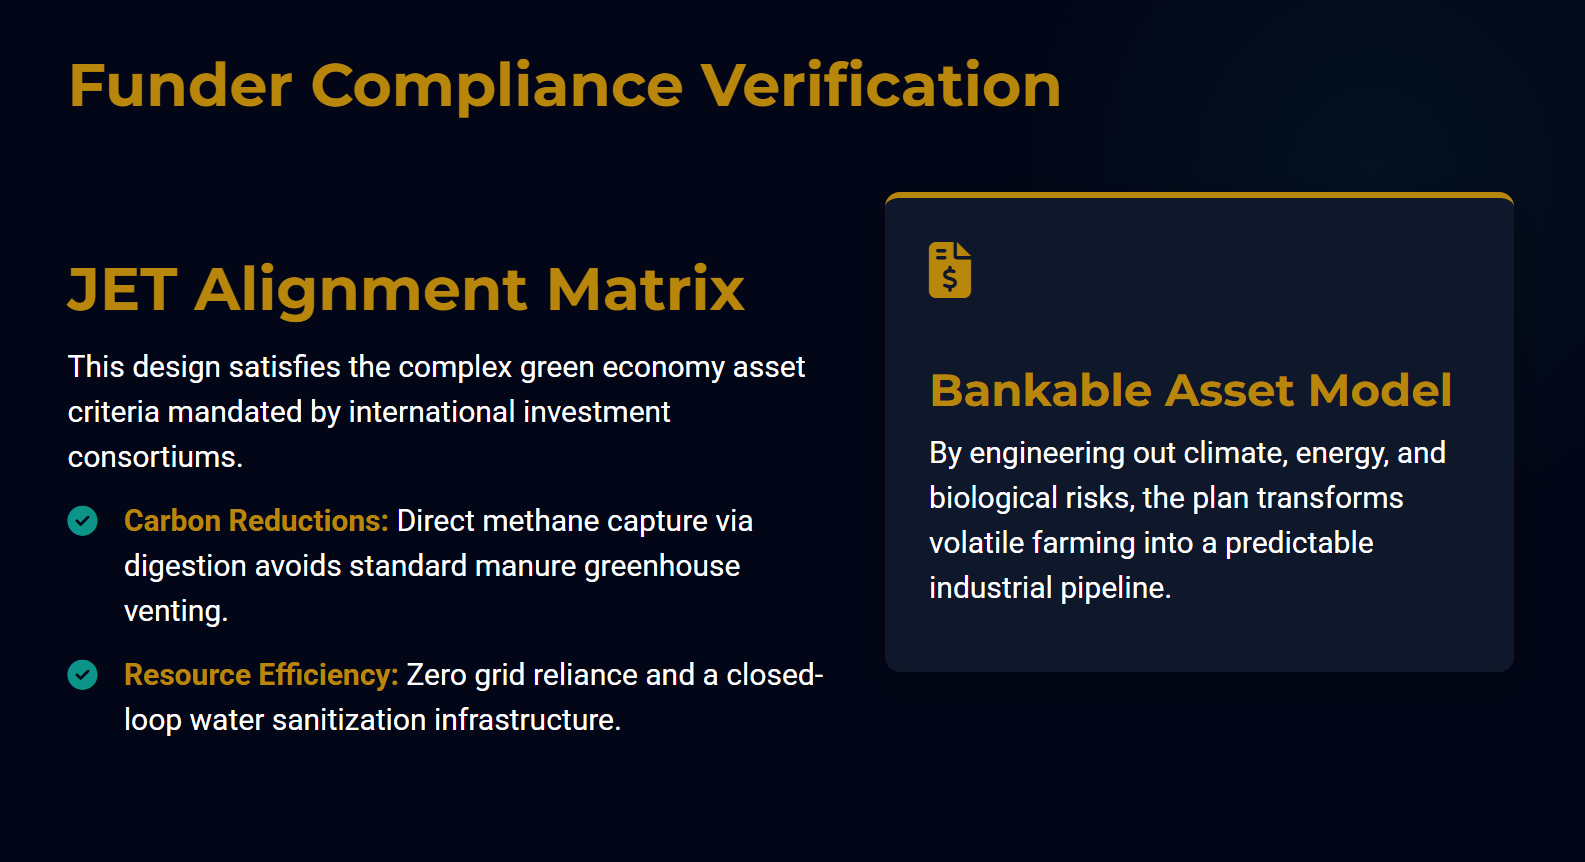 Funder Compliance Verification
JET Alignment Matrix
This design satisfies the complex green economy asset
criteria mandated by international investment
consortiums.
Carbon Reductions: Direct methane capture via
digestion avoids standard manure greenhouse
venting.
Resource Efficiency: Zero grid reliance and a closed-
loop water sanitization infrastructure.
$
Bankable Asset Model
By engineering out climate, energy, and
biological risks, the plan transforms
volatile farming into a predictable
industrial pipeline.